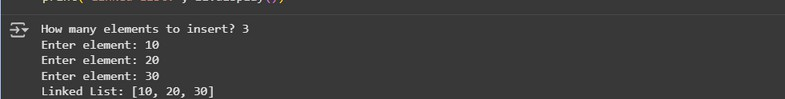 How many elements to insert? 3
Enter element: 10
Enter element: 20
Enter element: 30
Linked List: [10, 20, 30]